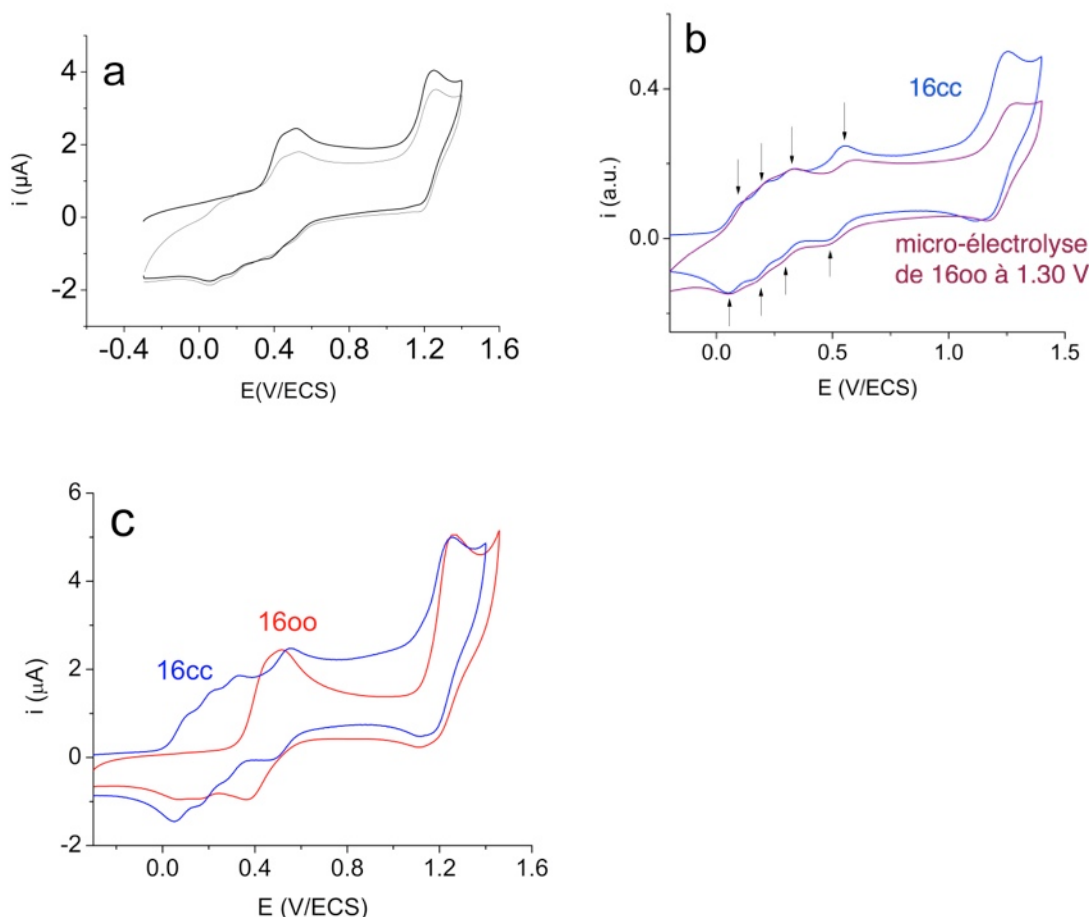 a
i (µA)
4
2
0
-2
-0.4 0.0 0.4 0.8 1.2 1.6
E(V/ECS)
b
16cc
i (a.u.)
0.4
0.0
micro-électrolyse
de 16oo à 1.30 V
0.0 0.5 1.0 1.5
E (V/ECS)
c
16oo
16cc
i (µA)
6
4
2
0
-2
0.0 0.4 0.8 1.2 1.6
E (V/ECS)